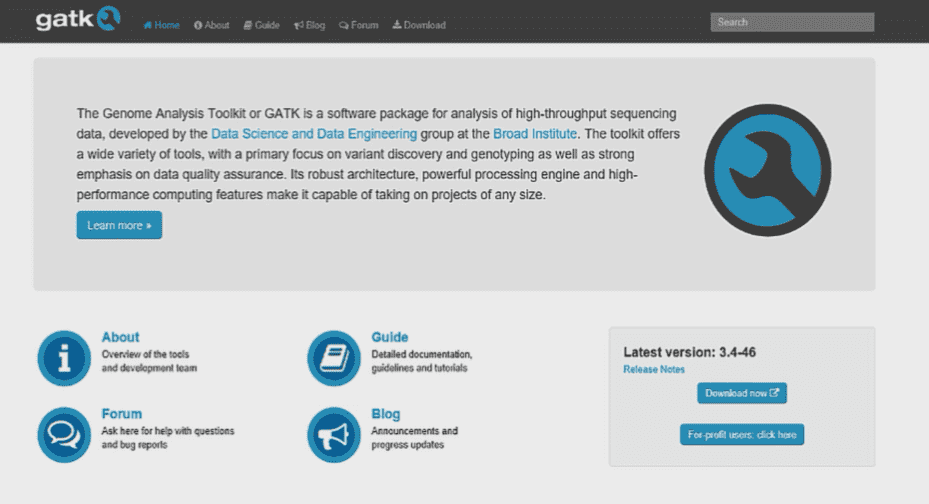 gatk
Home About Guide Blog Forum Download
Search
The Genome Analysis Toolkit or GATK is a software package for analysis of high-throughput sequencing
data, developed by the Data Science and Data Engineering group at the Broad Institute. The toolkit offers
a wide variety of tools, with a primary focus on variant discovery and genotyping as well as strong
emphasis on data quality assurance. Its robust architecture, powerful processing engine and high-
performance computing features make it capable of taking on projects of any size.
Learn more »
About
Overview of the tools
and development team
Guide
Detailed documentation,
guidelines and tutorials
Forum
Ask here for help with questions
and bug reports
Blog
Announcements and
progress updates
Latest version: 3.4-46
Release Notes
Download now
For-profit users: click here